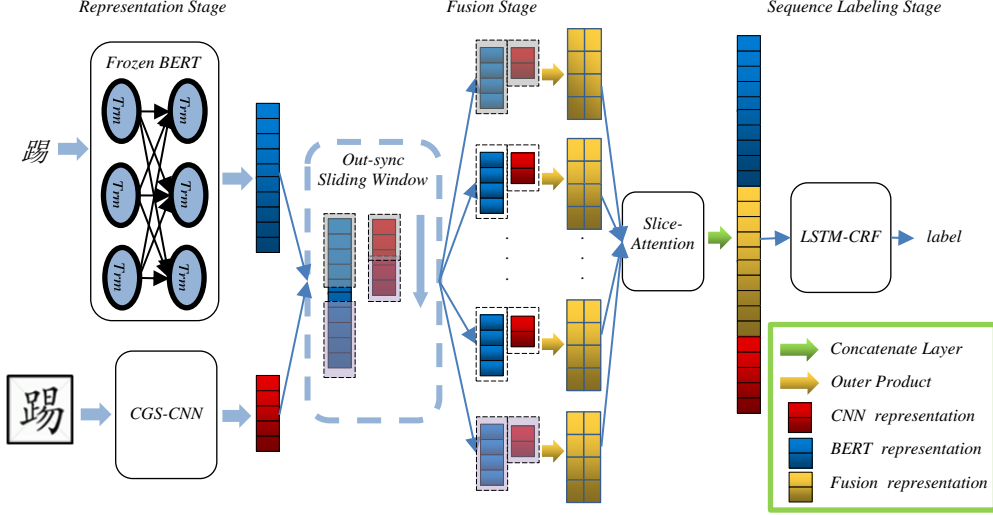 Representation Stage
Fusion Stage
Sequence Labeling Stage
Frozen BERT
Trm
Trm
Trm
Trm
Trm
Trm
踢
Out-sync
Sliding Window
Slice-
Attention
LSTM-CRF
label
踢
CGS-CNN
Concatenate Layer
Outer Product
CNN representation
BERT representation
Fusion representation